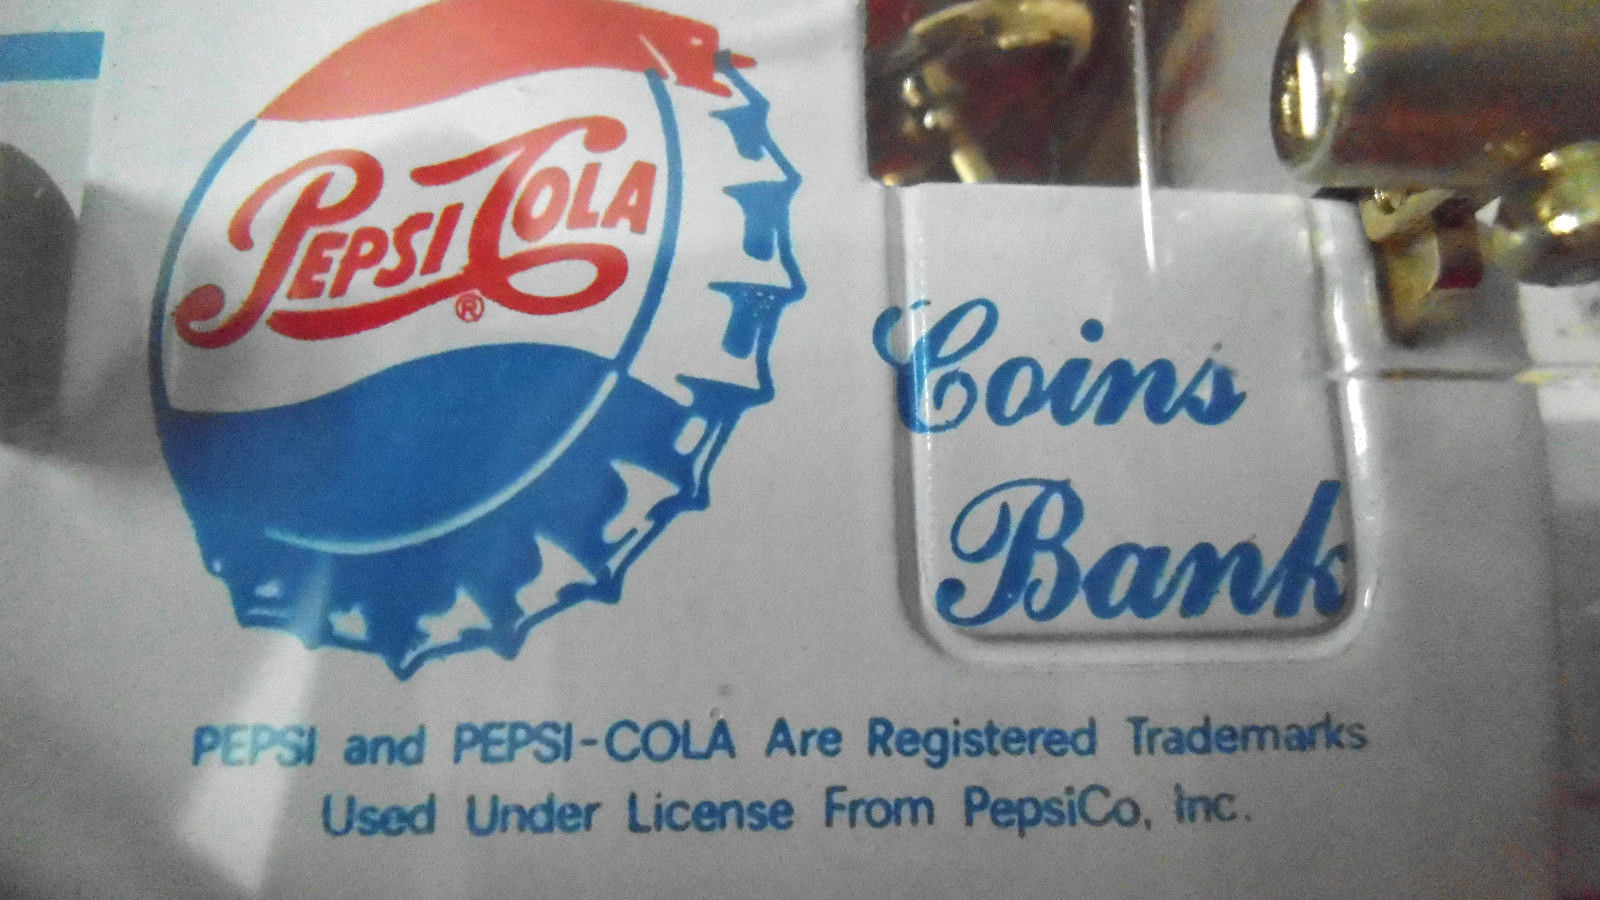 PEPSI COLA
®
Coins
Bank
PEPSI and PEPSI-COLA Are Registered Trademarks
Used Under License From PepsiCo, Inc.